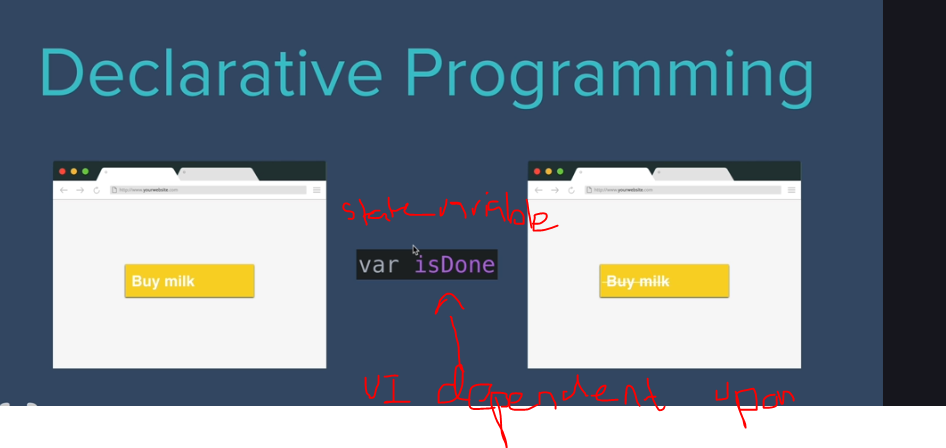 Declarative Programming
http://www.yourwebsite.com
http://www.yourwebsite.com
state variable
var isDone
Buy milk
Buy milk
UI dependent upon